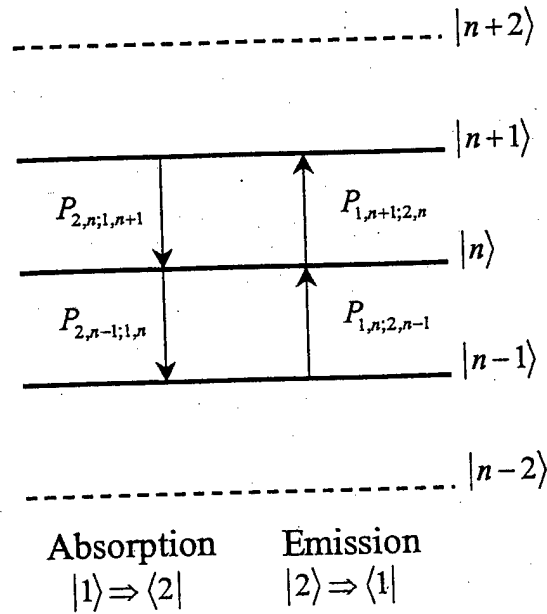 |n+2⟩
|n+1⟩
P_{2,n;1,n+1} P_{1,n+1;2,n}
|n⟩
P_{2,n-1;1,n} P_{1,n;2,n-1}
|n-1⟩
|n-2⟩
Absorption Emission
|1⟩⇒⟨2| |2⟩⇒⟨1|